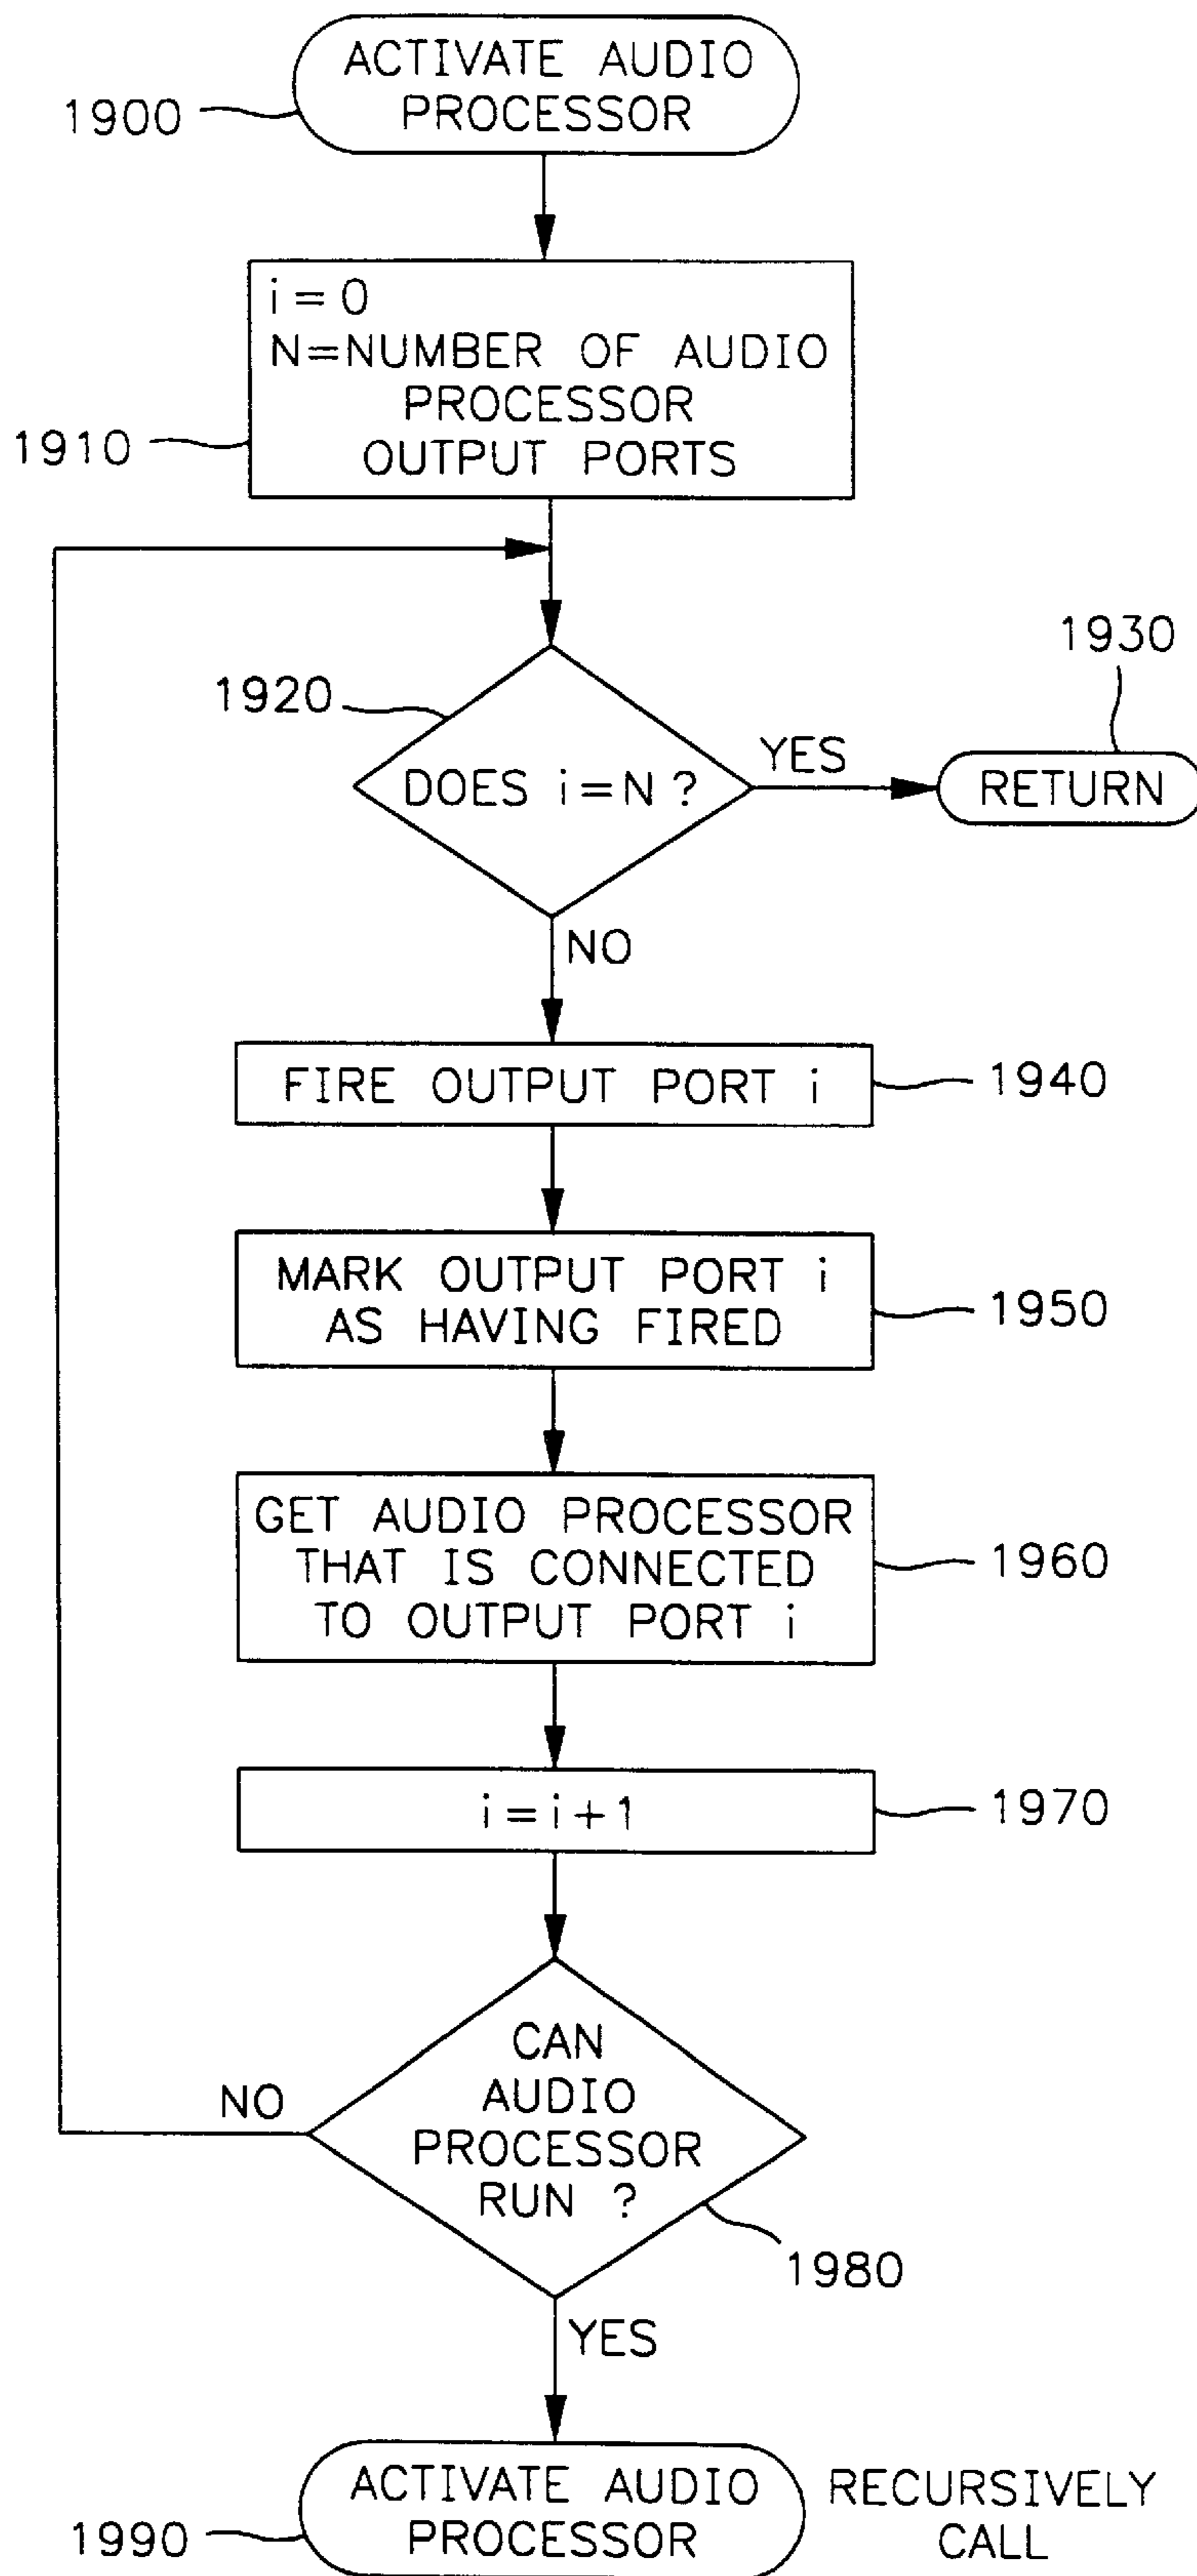 ACTIVATE AUDIO
PROCESSOR
1900
i = 0
N=NUMBER OF AUDIO
PROCESSOR
OUTPUT PORTS
1910
1920
DOES i=N ?
YES
1930
RETURN
NO
FIRE OUTPUT PORT i
1940
MARK OUTPUT PORT i
AS HAVING FIRED
1950
GET AUDIO PROCESSOR
THAT IS CONNECTED
TO OUTPUT PORT i
1960
i = i + 1
1970
CAN
AUDIO
PROCESSOR
RUN ?
NO
1980
YES
ACTIVATE AUDIO
PROCESSOR
1990
RECURSIVELY
CALL